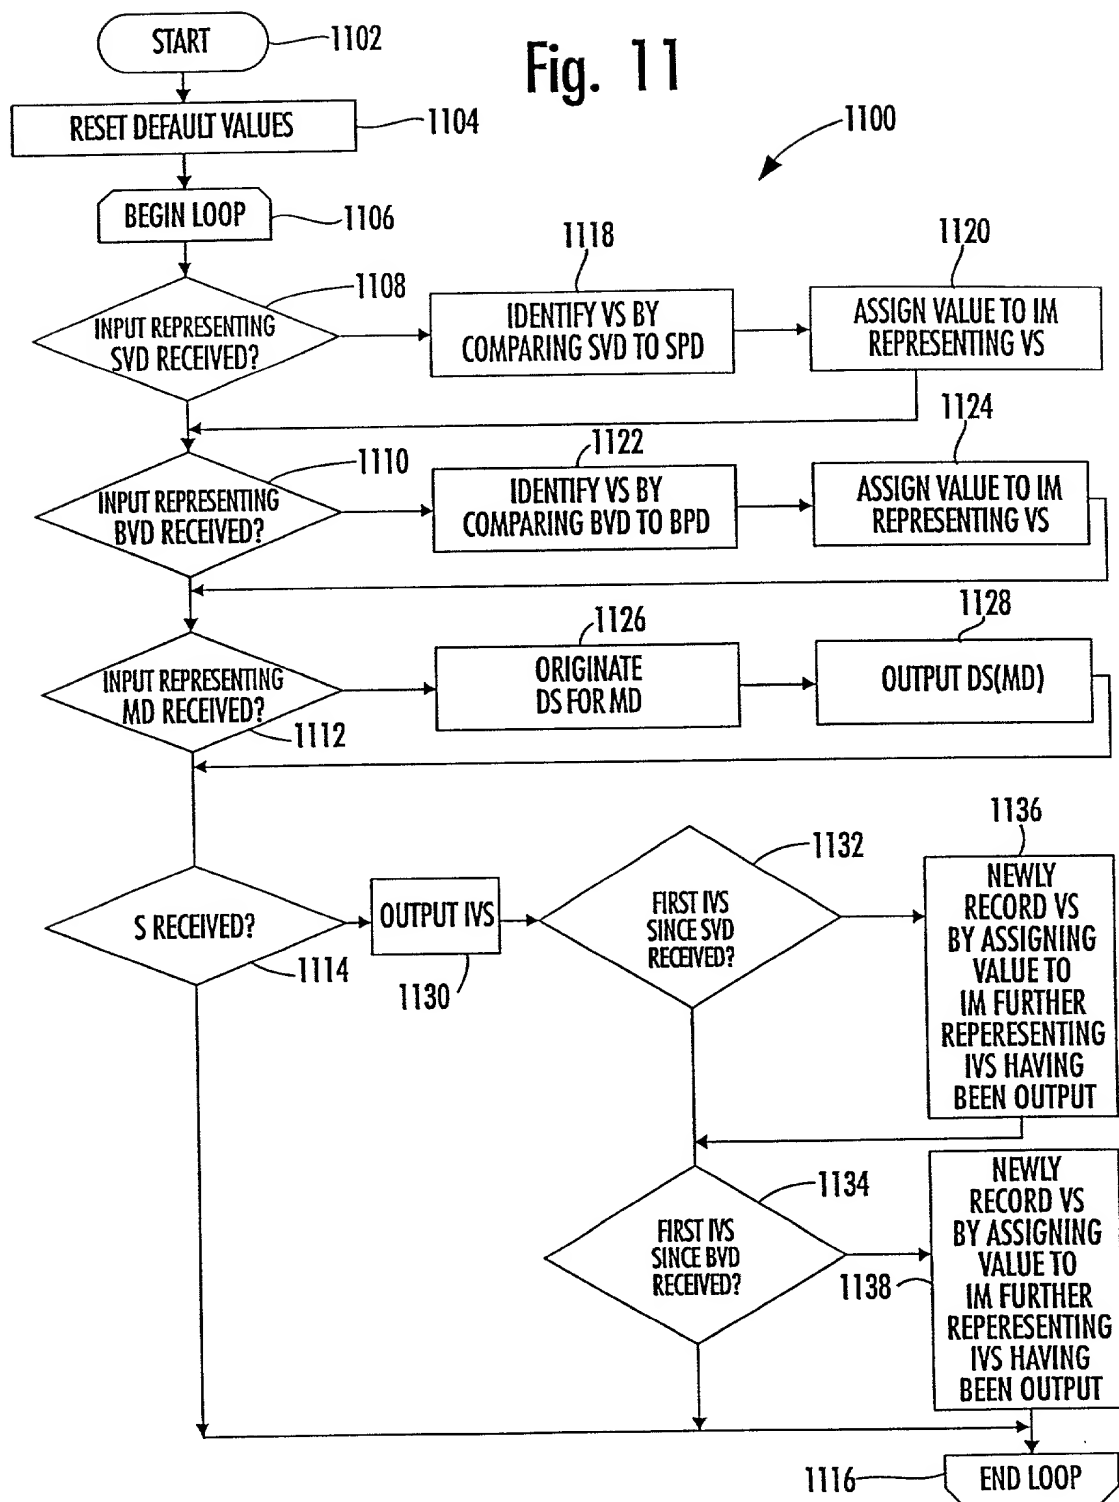 START
1102
Fig. 11
RESET DEFAULT VALUES
1104
1100
BEGIN LOOP
1106
1108
INPUT REPRESENTING
SVD RECEIVED?
1118
IDENTIFY VS BY
COMPARING SVD TO SPD
1120
ASSIGN VALUE TO IM
REPRESENTING VS
1110
INPUT REPRESENTING
BVD RECEIVED?
1122
IDENTIFY VS BY
COMPARING BVD TO BPD
1124
ASSIGN VALUE TO IM
REPRESENTING VS
INPUT REPRESENTING
MD RECEIVED?
1112
1126
ORIGINATE
DS FOR MD
1128
OUTPUT DS(MD)
S RECEIVED?
1114
OUTPUT IVS
1130
1132
FIRST IVS
SINCE SVD
RECEIVED?
1136
NEWLY
RECORD VS
BY ASSIGNING
VALUE TO
IM FURTHER
REPERESENTING
IVS HAVING
BEEN OUTPUT
1134
FIRST IVS
SINCE BVD
RECEIVED?
1138
NEWLY
RECORD VS
BY ASSIGNING
VALUE TO
IM FURTHER
REPERESENTING
IVS HAVING
BEEN OUTPUT
1116
END LOOP